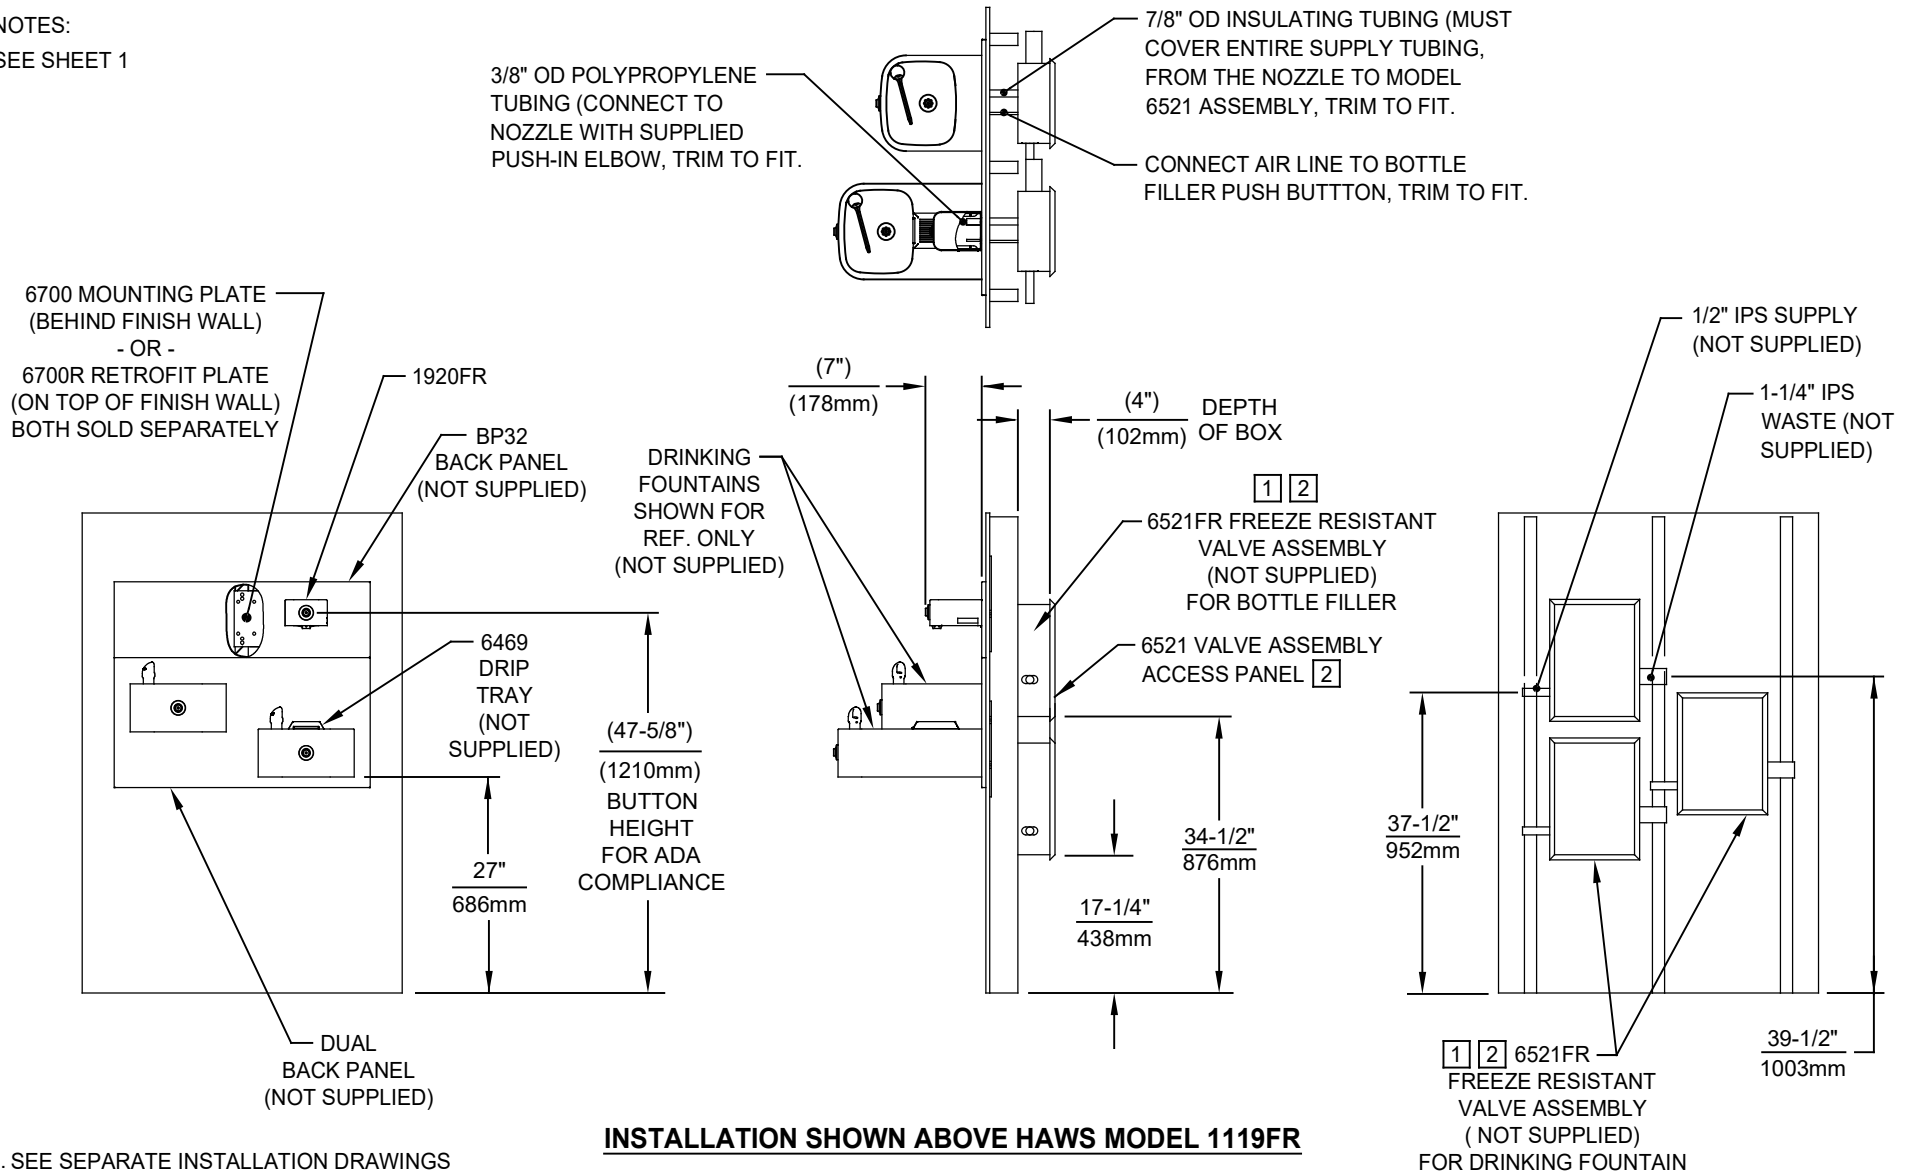 NOTES:
SEE SHEET 1
3/8" OD POLYPROPYLENE
TUBING (CONNECT TO
NOZZLE WITH SUPPLIED
PUSH-IN ELBOW, TRIM TO FIT.
7/8" OD INSULATING TUBING (MUST
COVER ENTIRE SUPPLY TUBING,
FROM THE NOZZLE TO MODEL
6521 ASSEMBLY, TRIM TO FIT.
CONNECT AIR LINE TO BOTTLE
FILLER PUSH BUTTTON, TRIM TO FIT.
6700 MOUNTING PLATE
(BEHIND FINISH WALL)
- OR -
6700R RETROFIT PLATE
(ON TOP OF FINISH WALL)
BOTH SOLD SEPARATELY
1920FR
BP32
BACK PANEL
(NOT SUPPLIED)
6469
DRIP
TRAY
(NOT
SUPPLIED)
(47-5/8")
(1210mm)
BUTTON
HEIGHT
FOR ADA
COMPLIANCE
27"
686mm
DUAL
BACK PANEL
(NOT SUPPLIED)
(7")
(178mm)
(4")
(102mm)
DEPTH
OF BOX
DRINKING
FOUNTAINS
SHOWN FOR
REF. ONLY
(NOT SUPPLIED)
1 2
6521FR FREEZE RESISTANT
VALVE ASSEMBLY
(NOT SUPPLIED)
FOR BOTTLE FILLER
6521 VALVE ASSEMBLY
ACCESS PANEL 2
34-1/2"
876mm
17-1/4"
438mm
1/2" IPS SUPPLY
(NOT SUPPLIED)
1-1/4" IPS
WASTE (NOT
SUPPLIED)
37-1/2"
952mm
39-1/2"
1003mm
1 2 6521FR
FREEZE RESISTANT
VALVE ASSEMBLY
( NOT SUPPLIED)
FOR DRINKING FOUNTAIN
INSTALLATION SHOWN ABOVE HAWS MODEL 1119FR
. SEE SEPARATE INSTALLATION DRAWINGS